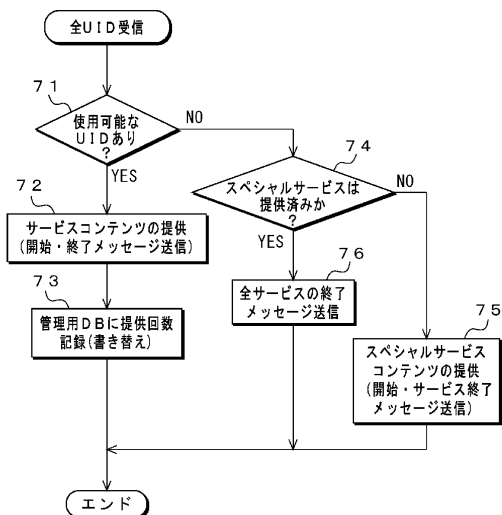 全UID受信
71
使用可能な
UIDあり
?
NO
YES
72
サービスコンテンツの提供
(開始・終了メッセージ送信)
73
管理用DBに提供回数
記録(書き替え)
74
スペシャルサービスは
提供済みか
?
NO
YES
76
全サービスの終了
メッセージ送信
75
スペシャルサービス
コンテンツの提供
(開始・サービス終了
メッセージ送信)
エンド